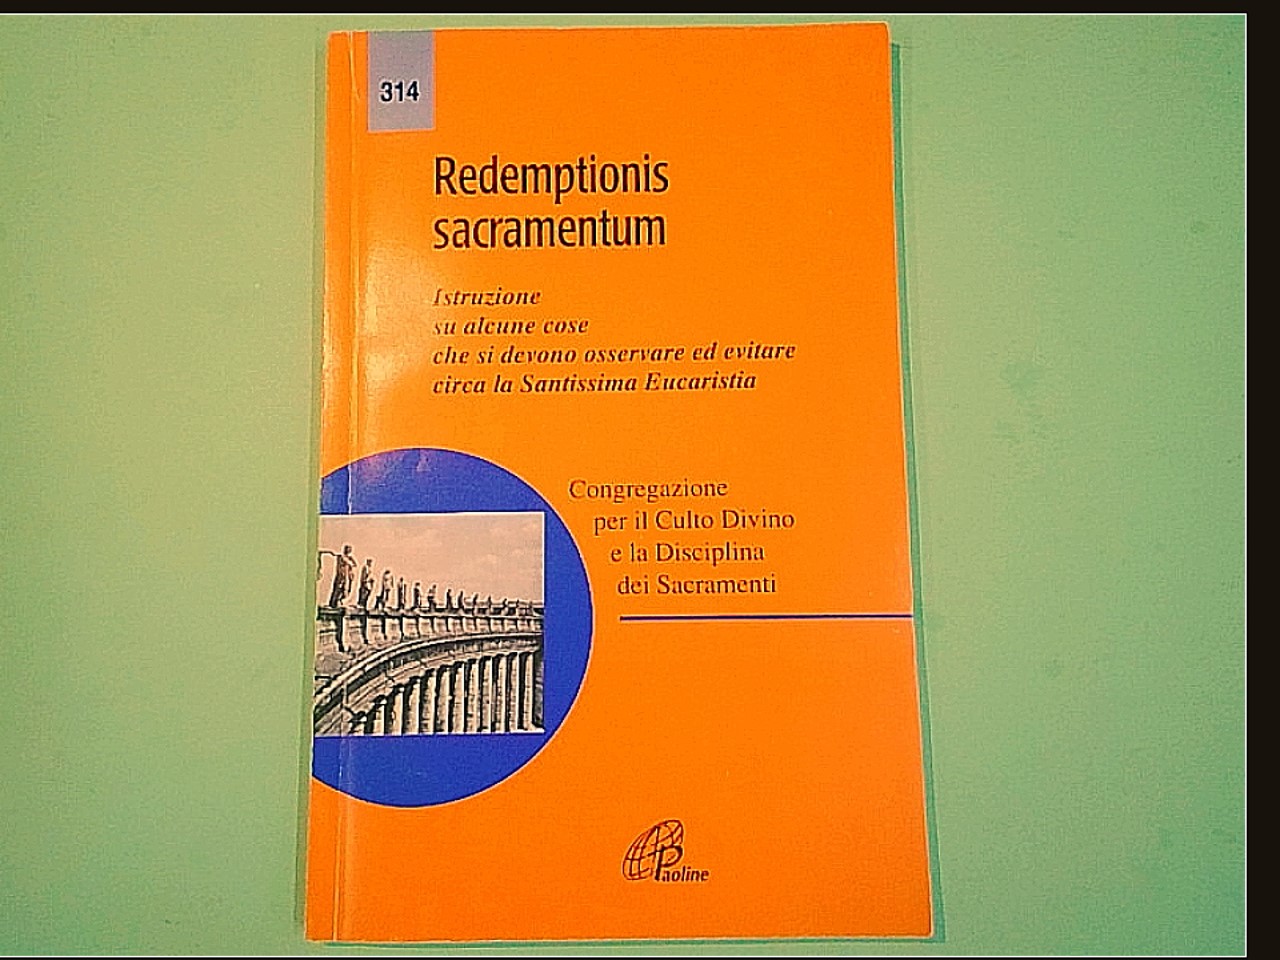 314
Redemptionis
sacramentum
Istruzione
su alcune cose
che si devono osservare ed evitare
circa la Santissima Eucaristia
Congregazione
per il Culto Divino
e la Disciplina
dei Sacramenti
Paoline